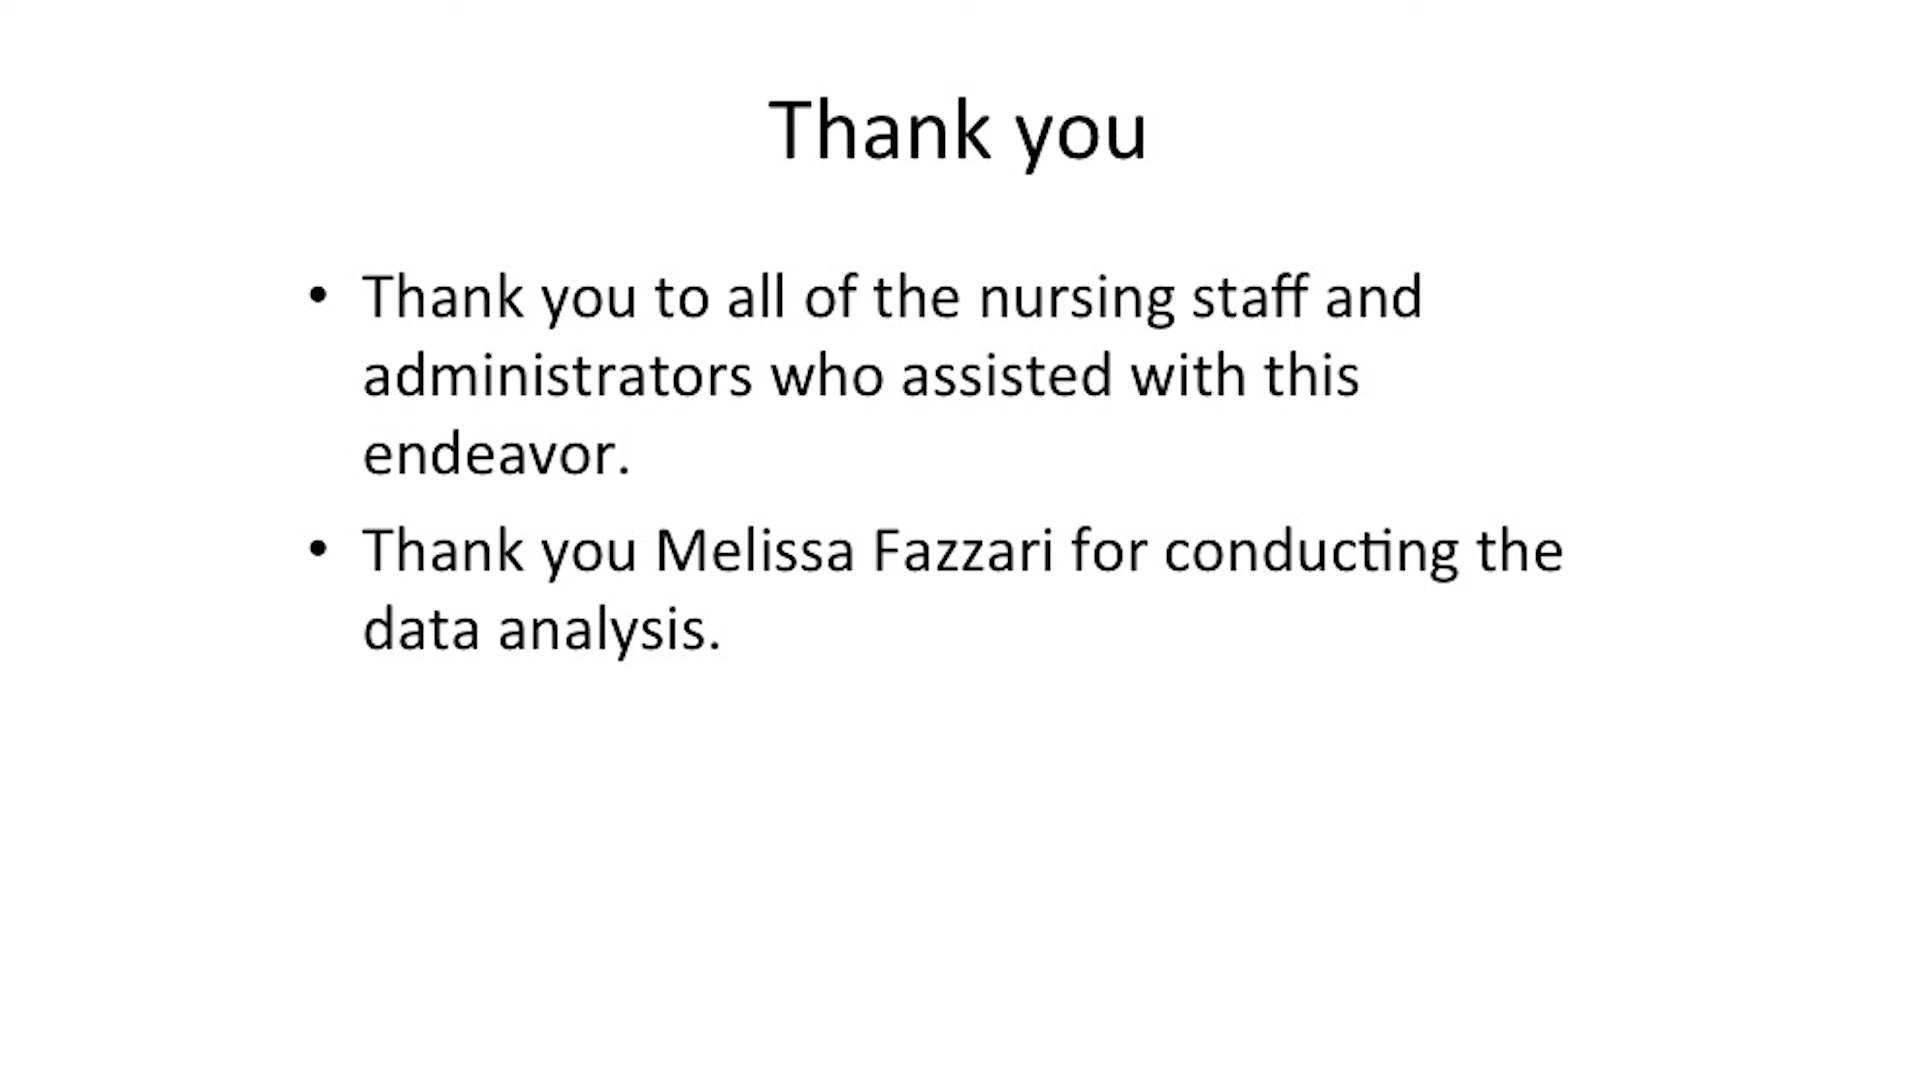 Thank you
• Thank you to all of the nursing staff and
administrators who assisted with this
endeavor.
• Thank you Melissa Fazzari for conducting the
data analysis.